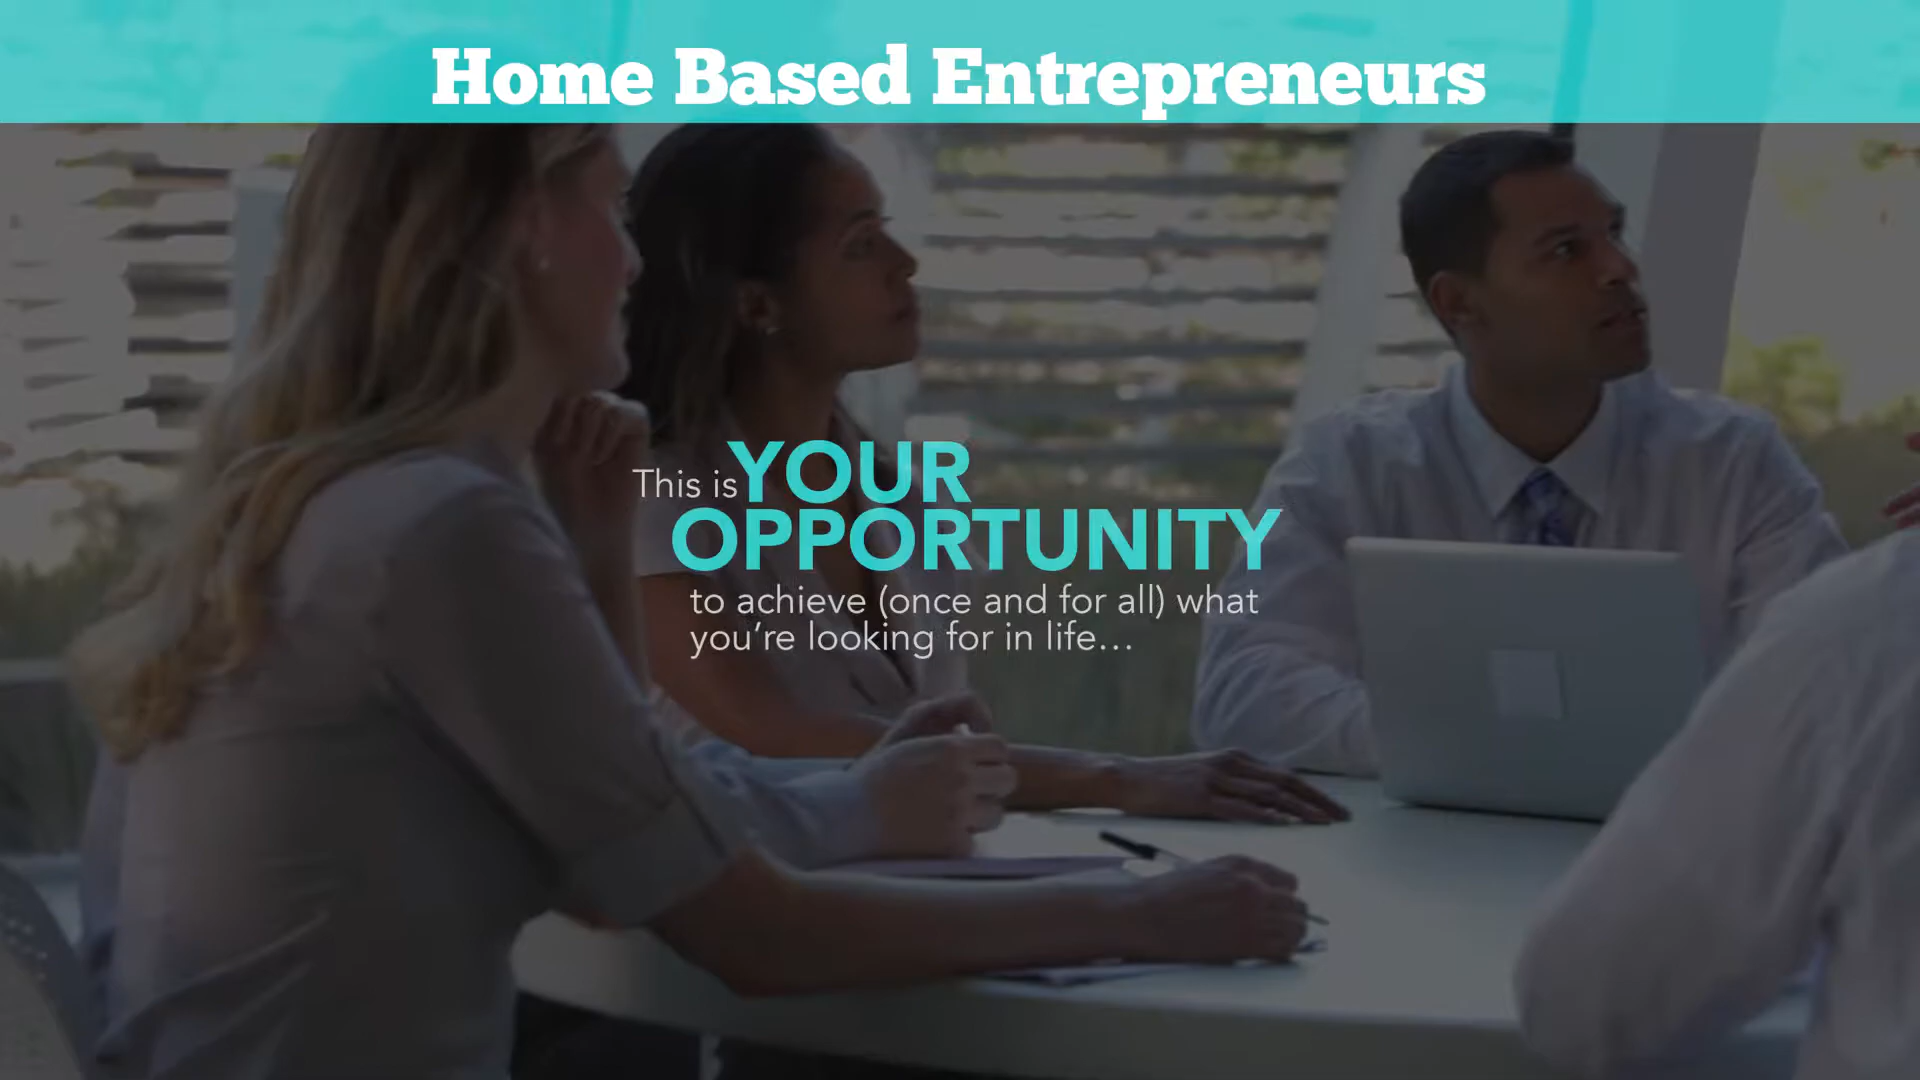 Home Based Entrepreneurs
This is YOUR
OPPORTUNITY
to achieve (once and for all) what
you're looking for in life...